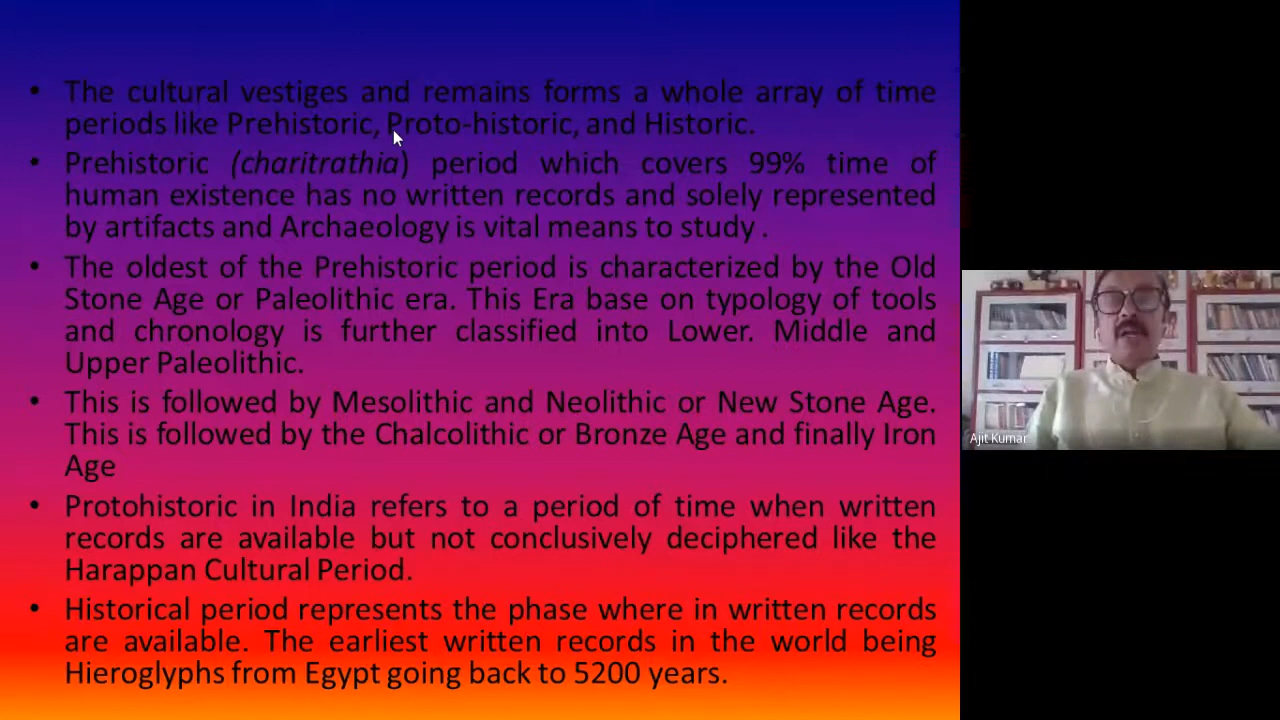 • The cultural vestiges and remains forms a whole array of time
periods like Prehistoric, Proto-historic, and Historic.
• Prehistoric (charitrathia) period which covers 99% time of
human existence has no written records and solely represented
by artifacts and Archaeology is vital means to study .
• The oldest of the Prehistoric period is characterized by the Old
Stone Age or Paleolithic era. This Era base on typology of tools
and chronology is further classified into Lower. Middle and
Upper Paleolithic.
• This is followed by Mesolithic and Neolithic or New Stone Age.
This is followed by the Chalcolithic or Bronze Age and finally Iron
Age
• Protohistoric in India refers to a period of time when written
records are available but not conclusively deciphered like the
Harappan Cultural Period.
• Historical period represents the phase where in written records
are available. The earliest written records in the world being
Hieroglyphs from Egypt going back to 5200 years.
Ajit Kumar